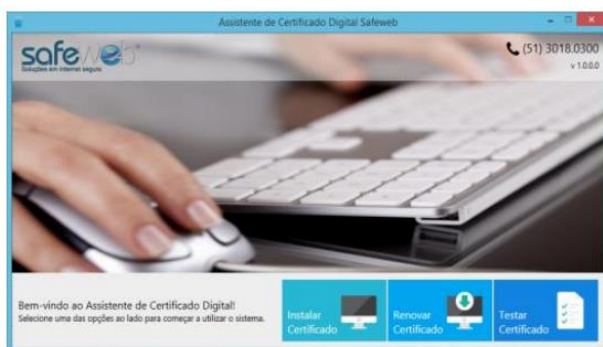 Assistente de Certificado Digital Safeweb
safeweb
Soluções em internet segura
(51) 3018.0300
v 1.0.0.0
Bem-vindo ao Assistente de Certificado Digital!
Selecione uma das opções ao lado para começar a utilizar o sistema.
Instalar
Certificado
Renovar
Certificado
Testar
Certificado